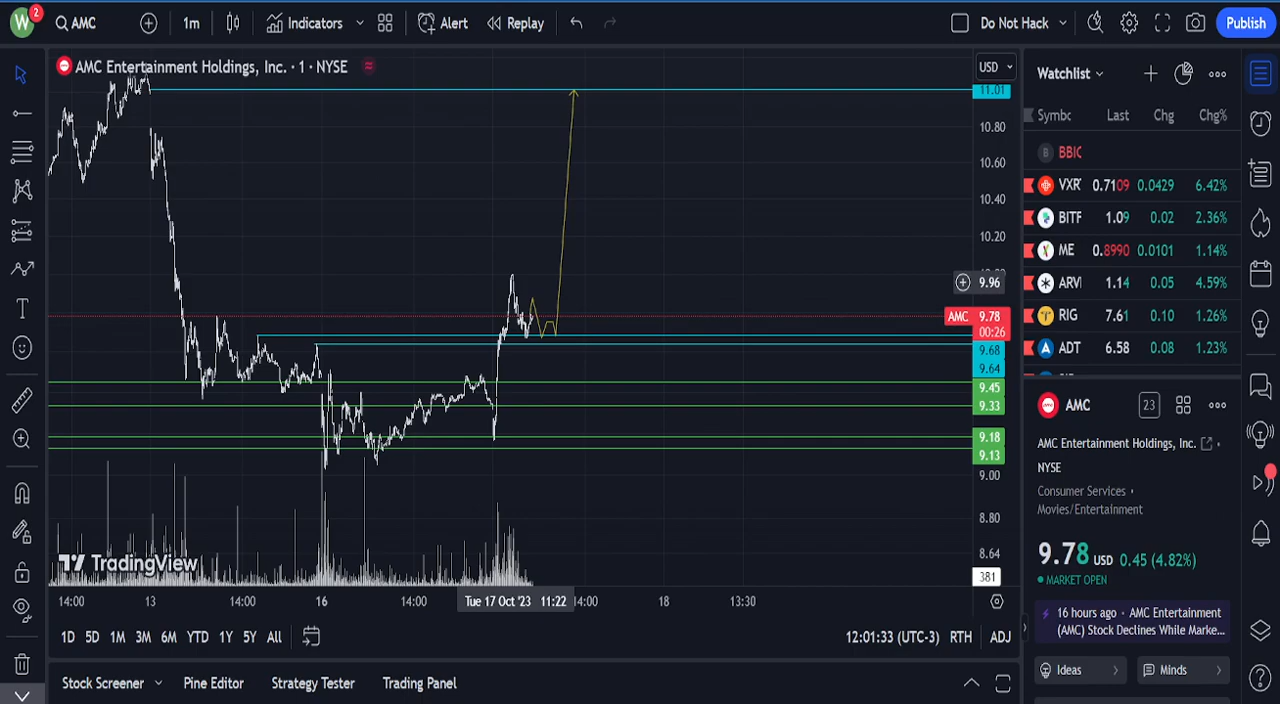 W 2 AMC 1m Indicators Alert Replay Do Not Hack Publish
AMC Entertainment Holdings, Inc. · 1 · NYSE
USD
11.01
10.80
10.60
10.40
10.20
9.96
AMC 9.78
00:26
9.68
9.64
9.45
9.33
9.18
9.13
9.00
8.80
8.64
381
TradingView
14:00 13 14:00 16 14:00 Tue 17 Oct '23 11:22 14:00 18 13:30
1D 5D 1M 3M 6M YTD 1Y 5Y All 12:01:33 (UTC-3) RTH ADJ
Stock Screener Pine Editor Strategy Tester Trading Panel
Watchlist
Symbc Last Chg Chg%
B BBIC
VXR 0.7109 0.0429 6.42%
BITF 1.09 0.02 2.36%
ME 0.8990 0.0101 1.14%
ARVI 1.14 0.05 4.59%
RIG 7.61 0.10 1.26%
ADT 6.58 0.08 1.23%
AMC 23
AMC Entertainment Holdings, Inc. ·
NYSE
Consumer Services ·
Movies/Entertainment
9.78 USD 0.45 (4.82%)
MARKET OPEN
16 hours ago · AMC Entertainment
(AMC) Stock Declines While Marke...
Ideas Minds